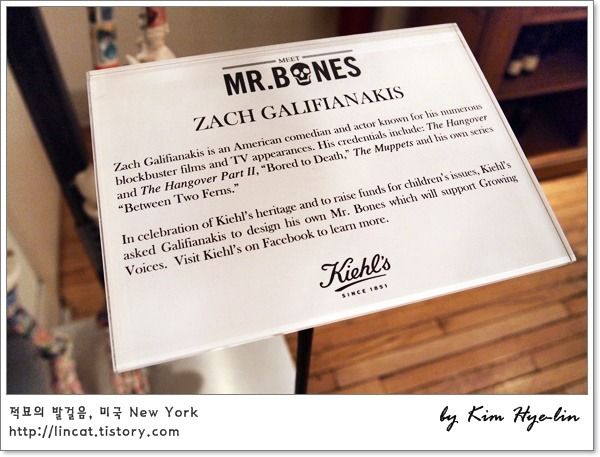 MEET
MR. BONES
ZACH GALIFIANAKIS
Zach Galifianakis is an American comedian and actor known for his numerous
blockbuster films and TV appearances. His credentials include: The Hangover
and The Hangover Part II, “Bored to Death,” The Muppets and his own series
“Between Two Ferns.”
In celebration of Kiehl’s heritage and to raise funds for children’s issues, Kiehl’s
asked Galifianakis to design his own Mr. Bones which will support Growing
Voices. Visit Kiehl’s on Facebook to learn more.
Kiehl's
SINCE 1851
적묘의 발걸음, 미국 New York
by Kim Hye-lin
http://lincat.tistory.com